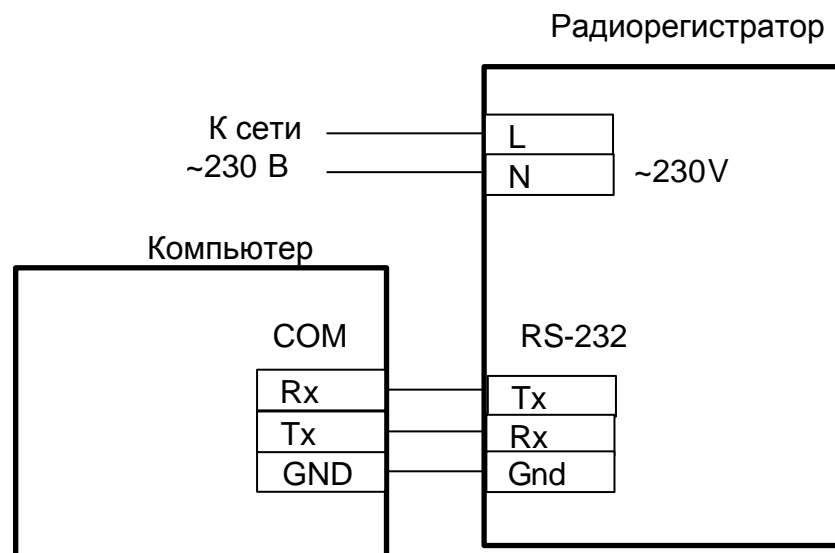 Радиорегистратор
К сети
~230 В
L
N
~230V
Компьютер
COM
RS-232
Rx
Tx
Tx
Rx
GND
Gnd